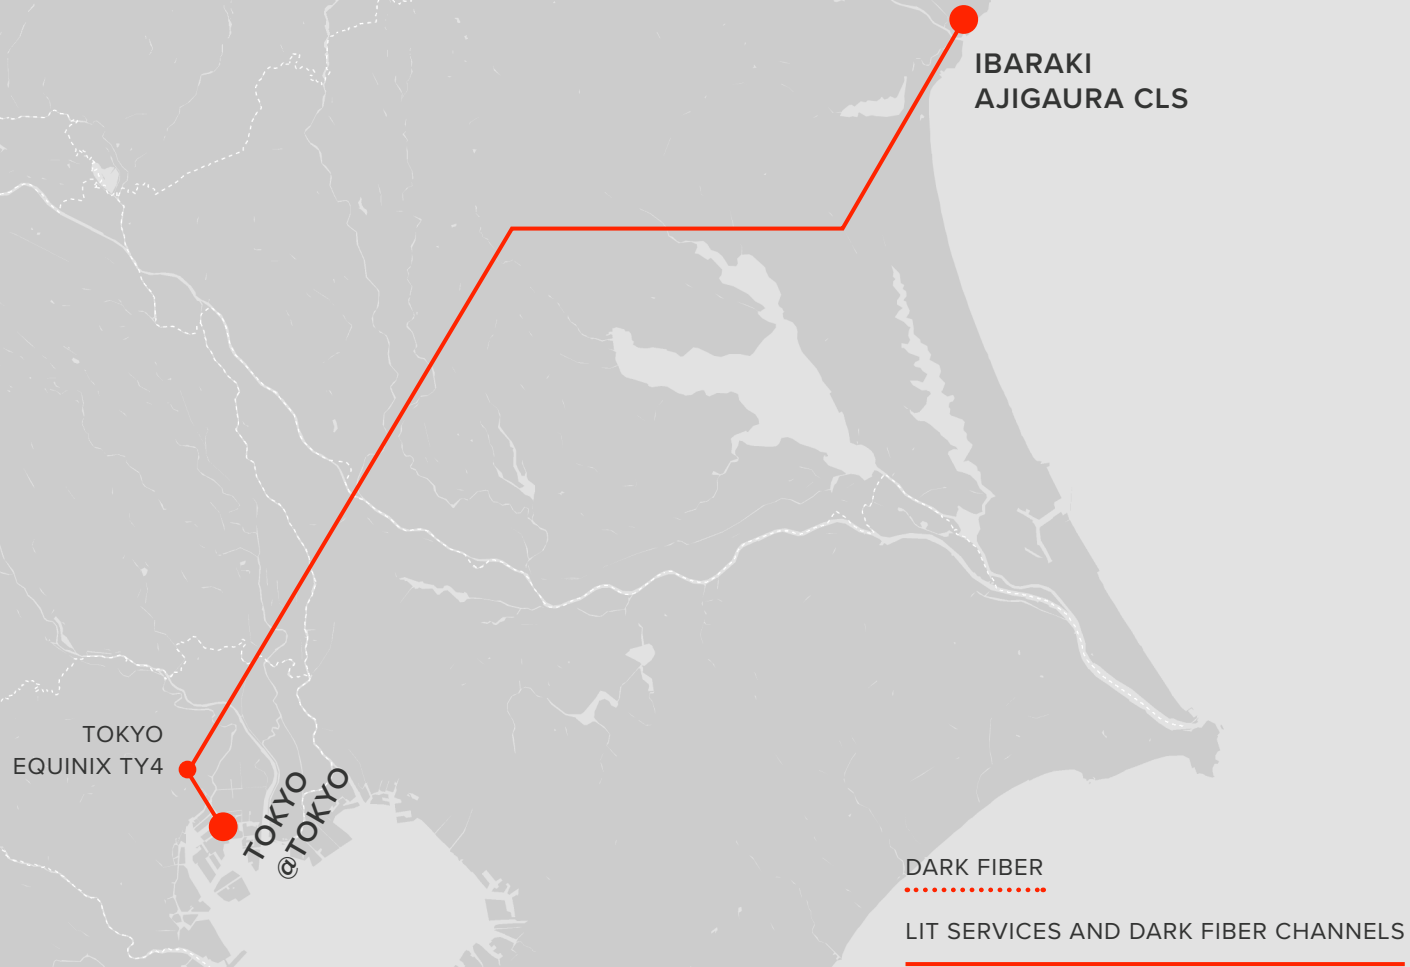 IBARAKI
AJIGAURA CLS
TOKYO
EQUINIX TY4
TOKYO
@TOKYO
DARK FIBER
LIT SERVICES AND DARK FIBER CHANNELS